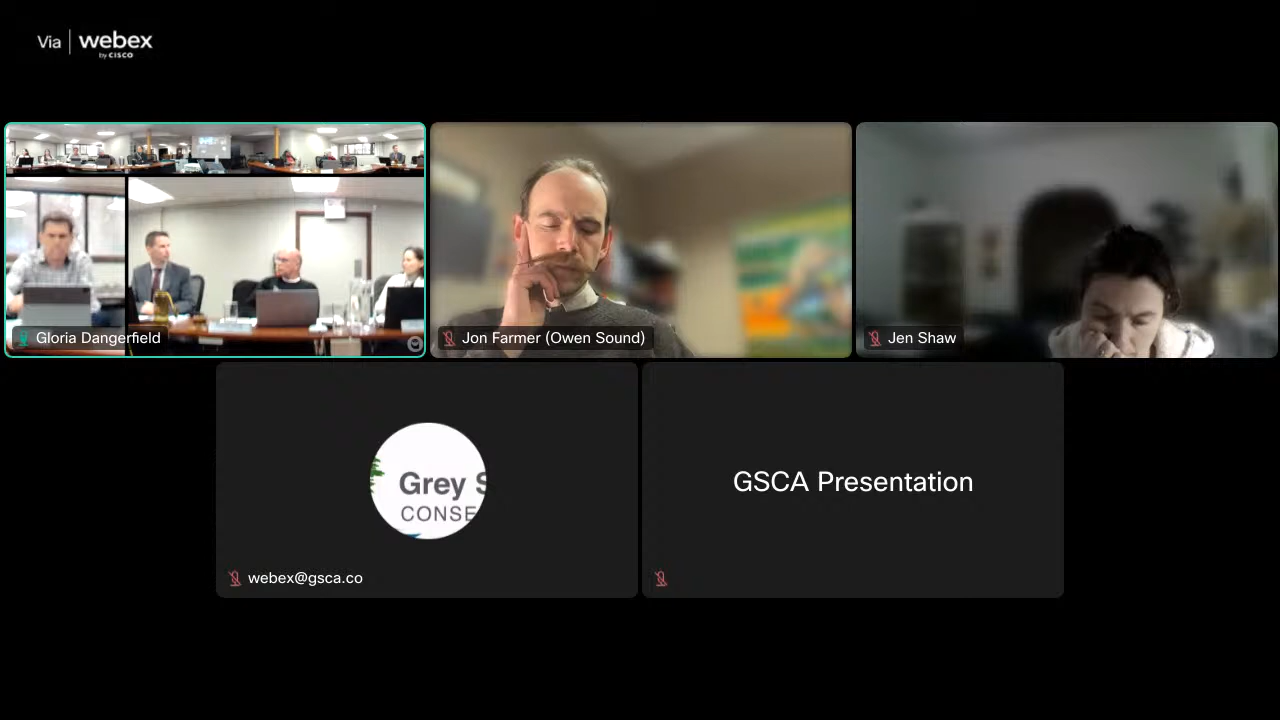 Via webex
by CISCO
Gloria Dangerfield
Jon Farmer (Owen Sound)
Jen Shaw
Grey S
CONSE
GSCA Presentation
webex@gsca.co